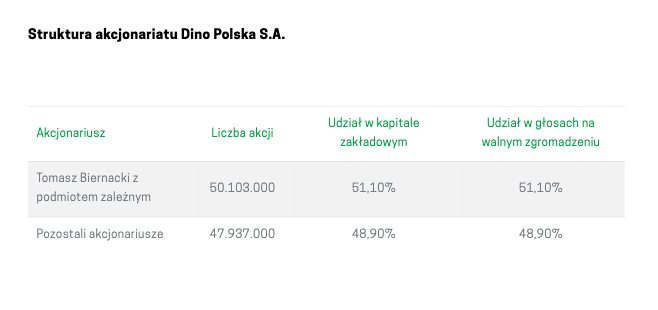 Struktura akcjonariatu Dino Polska S.A.
Akcjonariusz Liczba akcji Udział w kapitale zakładowym Udział w głosach na walnym zgromadzeniu
Tomasz Biernacki z podmiotem zależnym 50.103.000 51,10% 51,10%
Pozostali akcjonariusze 47.937.000 48,90% 48,90%